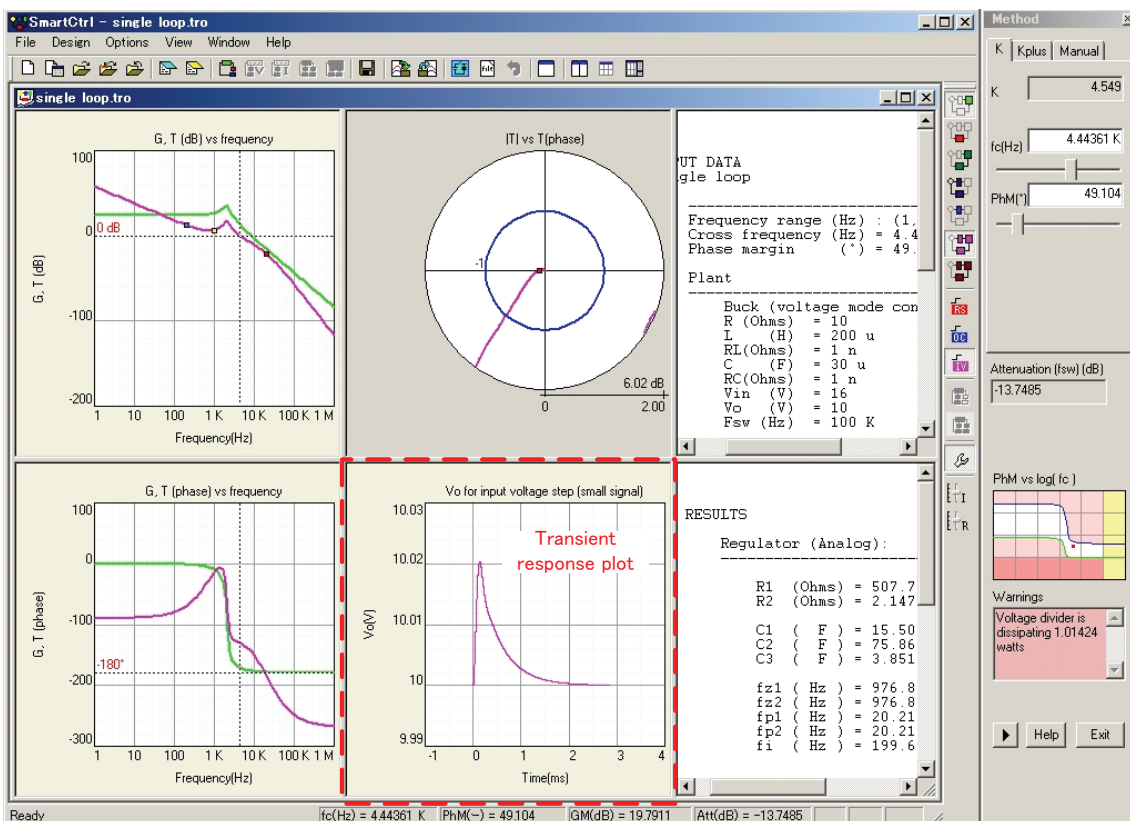 SmartCtrl - single loop.tro
File Design Options View Window Help
single loop.tro
G, T (dB) vs frequency
100
0 dB
0
-100
-200
G, T (dB)
1 10 100 1 K 10 K 100 K 1 M
Frequency(Hz)
|T| vs T(phase)
-1
6.02 dB
0 2.00
PUT DATA
gle loop
Frequency range (Hz) : (1,
Cross frequency (Hz) = 4.4
Phase margin (°) = 49.
Plant
Buck (voltage mode con
R (Ohms) = 10
L (H) = 200 u
RL(Ohms) = 1 n
C (F) = 30 u
RC(Ohms) = 1 n
Vin (V) = 16
Vo (V) = 10
Fsw (Hz) = 100 K
G, T (phase) vs frequency
100
0
-100
-180°
-200
-300
G, T (phase)
1 10 100 1 K 10 K 100 K 1 M
Frequency(Hz)
Vo for input voltage step (small signal)
10.03
10.02
10.01
10
9.99
Vo(V)
Transient
response plot
-1 0 1 2 3 4
Time(ms)
RESULTS
Regulator (Analog):
R1 (Ohms) = 507.7
R2 (Ohms) = 2.147
C1 ( F ) = 15.50
C2 ( F ) = 75.86
C3 ( F ) = 3.851
fz1 ( Hz ) = 976.8
fz2 ( Hz ) = 976.8
fp1 ( Hz ) = 20.21
fp2 ( Hz ) = 20.21
fi ( Hz ) = 199.6
RS
OC
IV
Method
K Kplus Manual
K 4.549
fc(Hz) 4.44361 K
PhM(°) 49.104
Attenuation (fsw) (dB)
-13.7485
PhM vs log( fc )
Warnings
Voltage divider is
dissipating 1.01424
watts
Help Exit
Ready fc(Hz) = 4.44361 K PhM(~) = 49.104 GM(dB) = 19.7911 Att(dB) = -13.7485